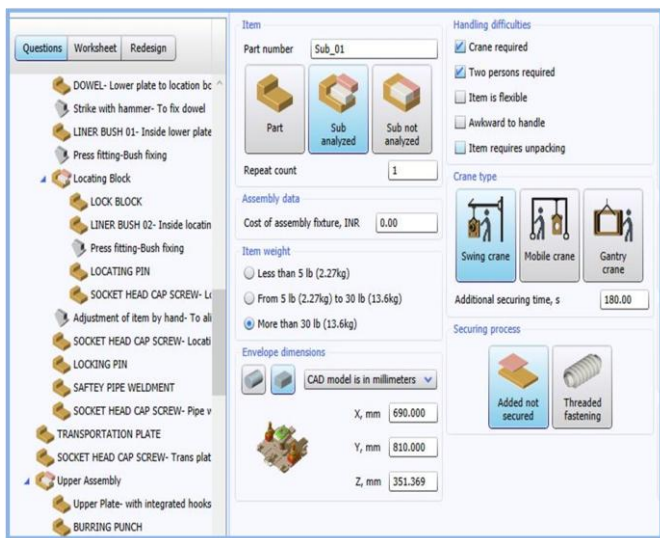 Questions Worksheet Redesign
DOWEL- Lower plate to location bc
Strike with hammer- To fix dowel
LINER BUSH 01- Inside lower plate
Press fitting-Bush fixing
Locating Block
LOCK BLOCK
LINER BUSH 02- Inside locatin
Press fitting-Bush fixing
LOCATING PIN
SOCKET HEAD CAP SCREW- Lo
Adjustment of item by hand- To ali
SOCKET HEAD CAP SCREW- Locati
LOCKING PIN
SAFTEY PIPE WELDMENT
SOCKET HEAD CAP SCREW- Pipe w
TRANSPORTATION PLATE
SOCKET HEAD CAP SCREW- Trans plat
Upper Assembly
Upper Plate- with integrated hooks
BURRING PUNCH
Item
Part number Sub_01
Part
Sub analyzed
Sub not analyzed
Repeat count 1
Assembly data
Cost of assembly fixture, INR 0.00
Item weight
Less than 5 lb (2.27kg)
From 5 lb (2.27kg) to 30 lb (13.6kg)
More than 30 lb (13.6kg)
Envelope dimensions
CAD model is in millimeters
X, mm 690.000
Y, mm 810.000
Z, mm 351.369
Handling difficulties
Crane required
Two persons required
Item is flexible
Awkward to handle
Item requires unpacking
Crane type
Swing crane
Mobile crane
Gantry crane
Additional securing time, s 180.00
Securing process
Added not secured
Threaded fastening